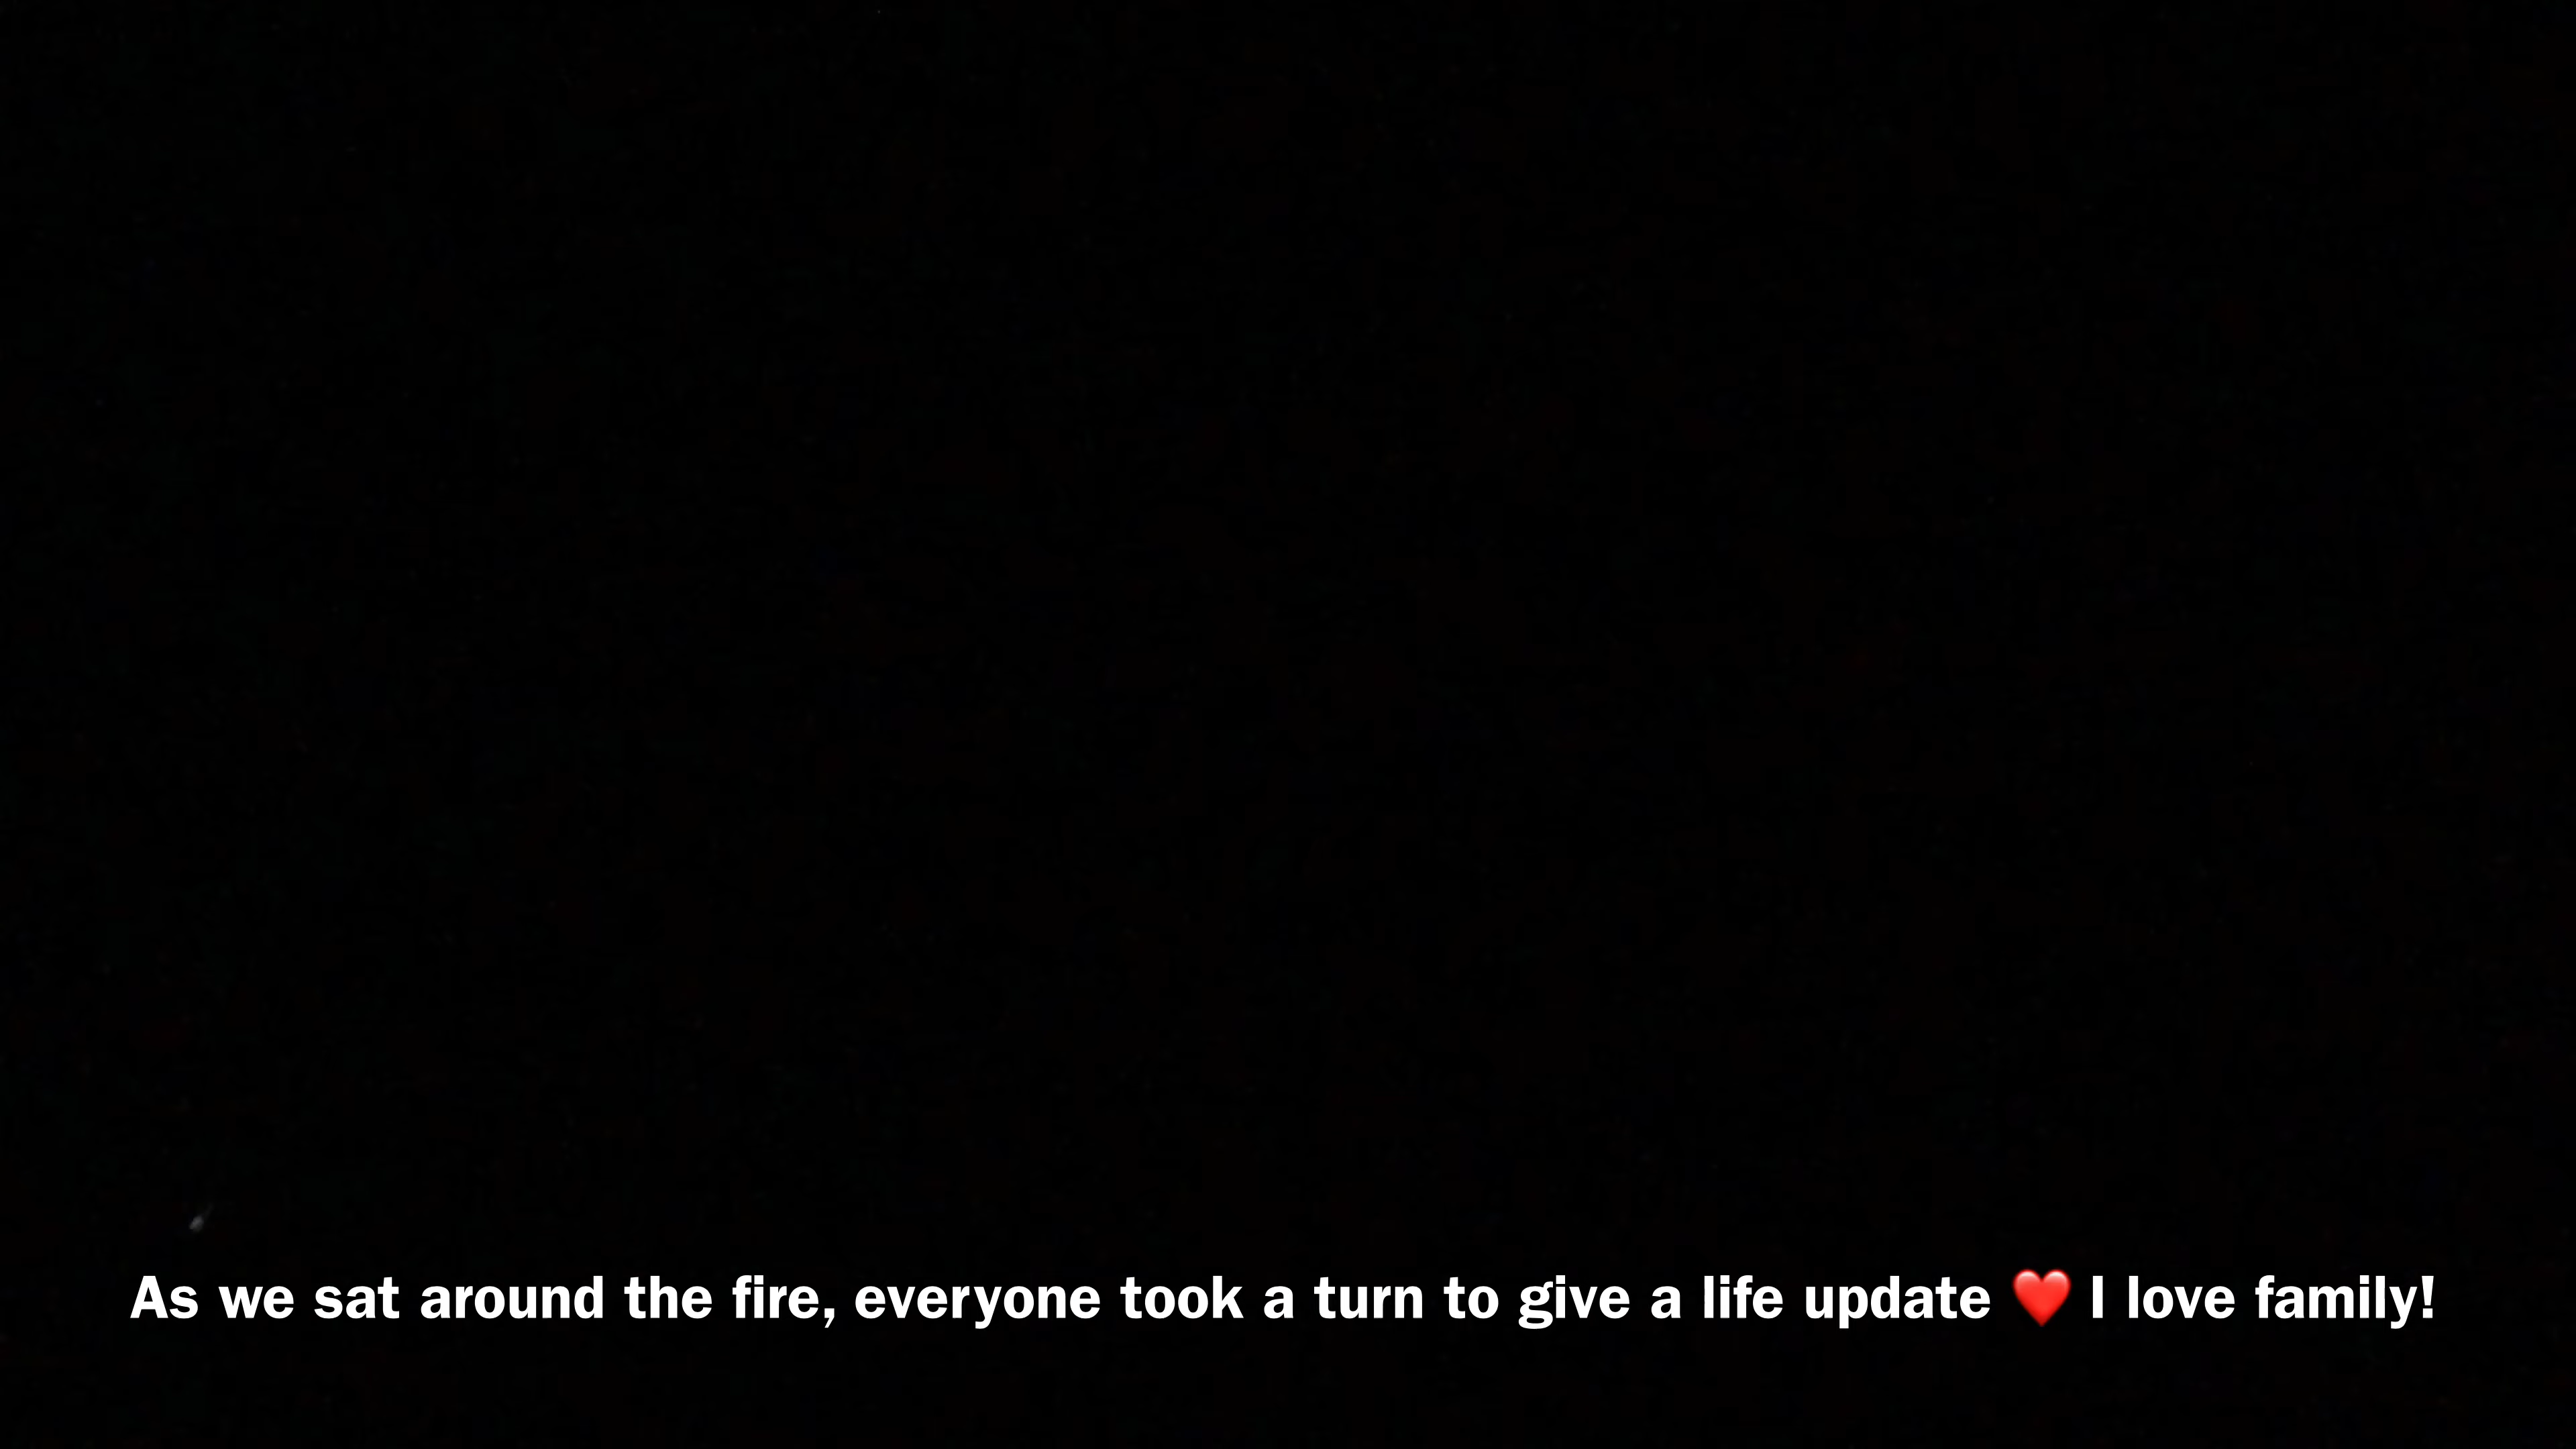 As we sat around the fire, everyone took a turn to give a life update ❤️ I love family!